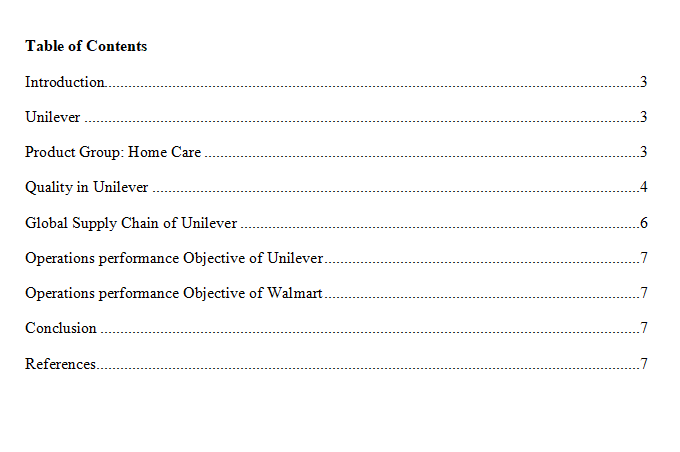 Table of Contents
Introduction.....3
Unilever.....3
Product Group: Home Care.....3
Quality in Unilever.....4
Global Supply Chain of Unilever.....6
Operations performance Objective of Unilever.....7
Operations performance Objective of Walmart.....7
Conclusion.....7
References.....7